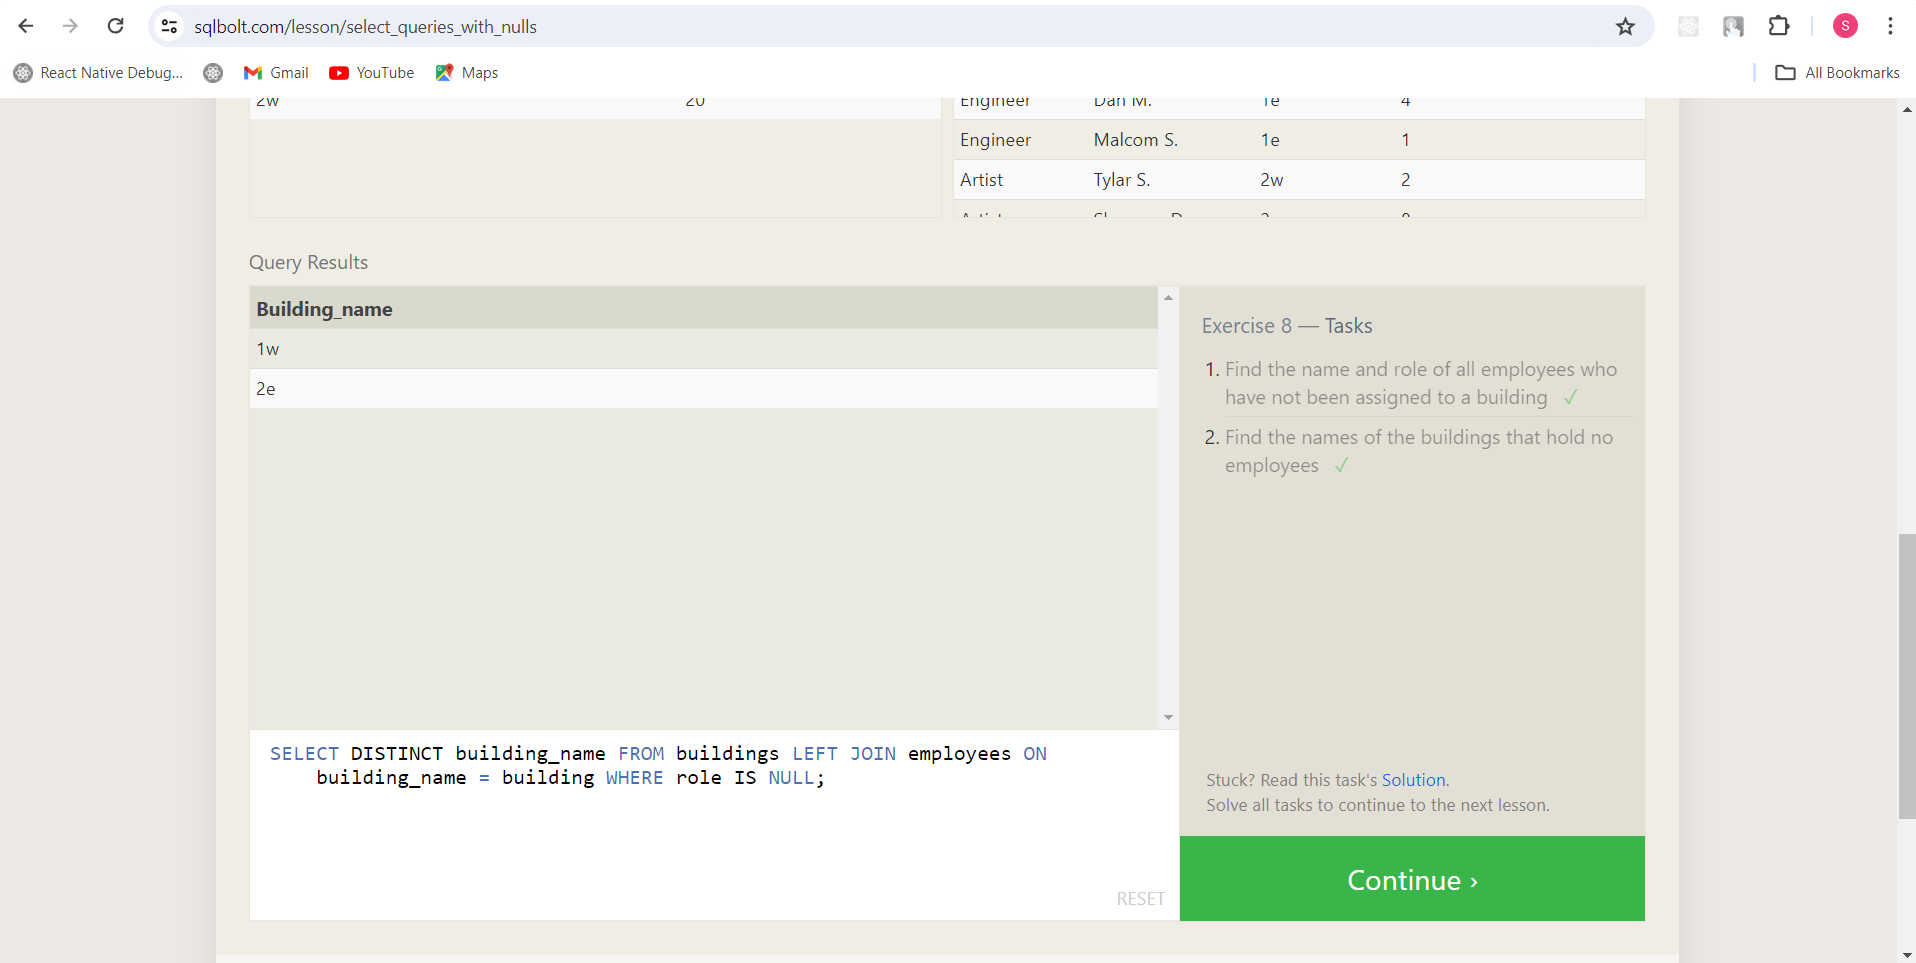 sqlbolt.com/lesson/select_queries_with_nulls
S
React Native Debug...
Gmail
YouTube
Maps
All Bookmarks
2w 20
Engineer Dan M. 1e 4
Engineer Malcom S. 1e 1
Artist Tylar S. 2w 2
Query Results
Building_name
1w
2e
Exercise 8 — Tasks
1. Find the name and role of all employees who
have not been assigned to a building ✓
2. Find the names of the buildings that hold no
employees ✓
SELECT DISTINCT building_name FROM buildings LEFT JOIN employees ON
building_name = building WHERE role IS NULL;
RESET
Stuck? Read this task's Solution.
Solve all tasks to continue to the next lesson.
Continue ›